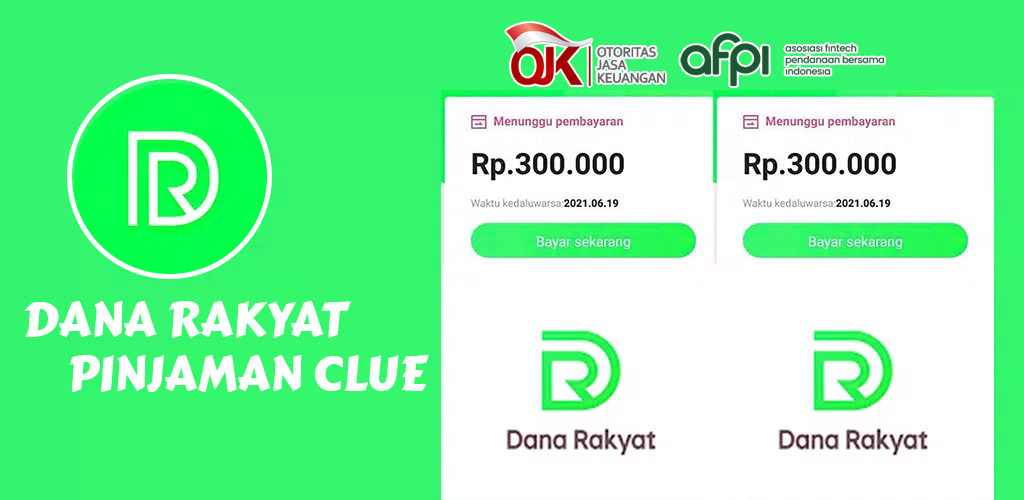 OJK
OTORITAS
JASA
KEUANGAN
afpi
asosiasi fintech
pendanaan bersama
indonesia
DR
DANA RAKYAT
PINJAMAN CLUE
Menunggu pembayaran
Rp.300.000
Waktu kedaluwarsa:2021.06.19
Bayar sekarang
Dana Rakyat
Menunggu pembayaran
Rp.300.000
Waktu kedaluwarsa:2021.06.19
Bayar sekarang
Dana Rakyat